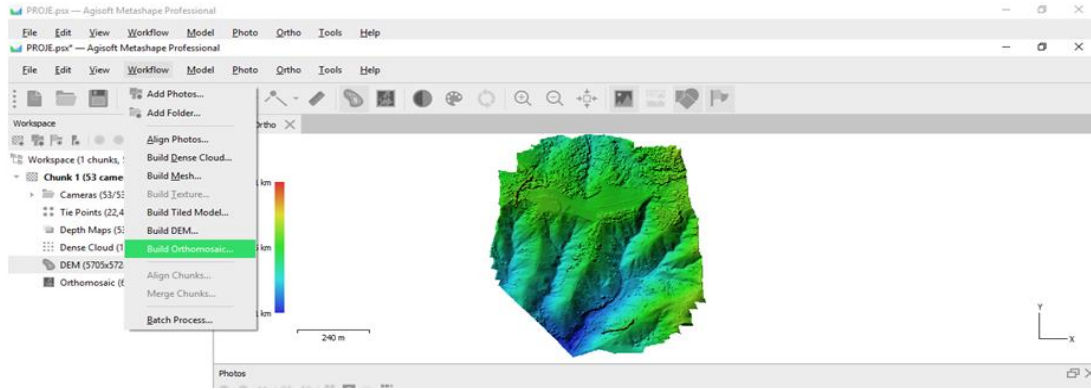 PROJE.psx — Agisoft Metashape Professional
File Edit View Workflow Model Photo Ortho Tools Help
PROJE.psx* — Agisoft Metashape Professional
File Edit View Workflow Model Photo Ortho Tools Help
Add Photos...
Add Folder...
Align Photos...
Build Dense Cloud...
Build Mesh...
Build Texture...
Build Tiled Model...
Build DEM...
Build Orthomosaic...
Align Chunks...
Merge Chunks...
Batch Process...
Workspace
Workspace (1 chunks,
Chunk 1 (53 came
Cameras (53/53
Tie Points (22,4
Depth Maps (53
Dense Cloud (1
DEM (5705x572
Orthomosaic (6
Ortho
km
km
km
240 m
Y
X
Photos